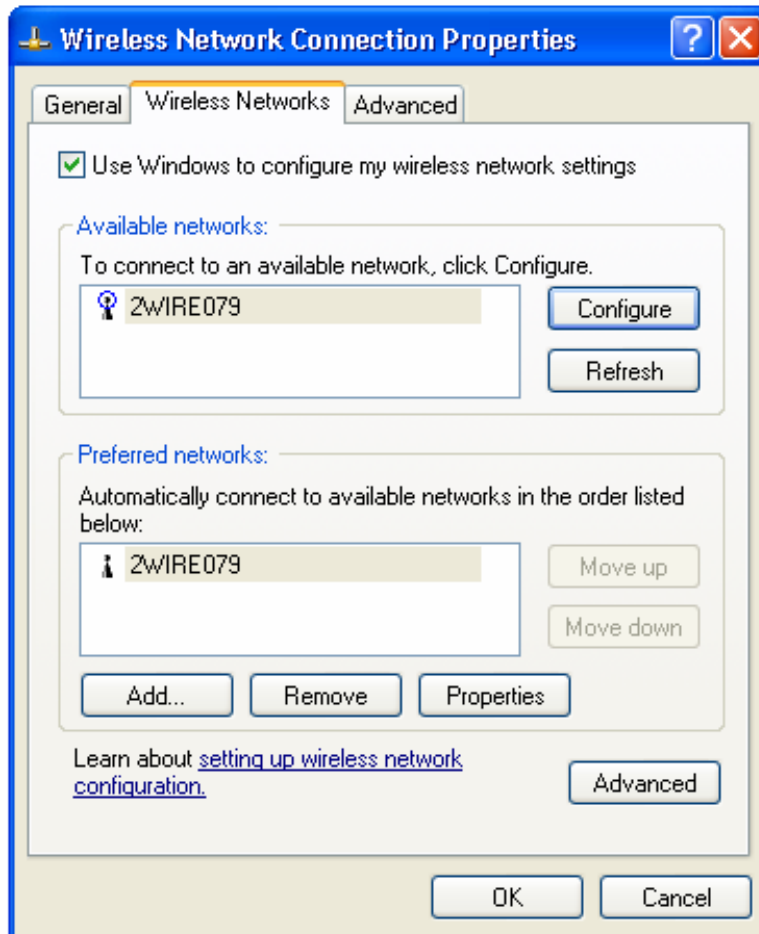 Wireless Network Connection Properties
General Wireless Networks Advanced
Use Windows to configure my wireless network settings
Available networks:
To connect to an available network, click Configure.
2WIRE079
Configure
Refresh
Preferred networks:
Automatically connect to available networks in the order listed
below:
2WIRE079
Move up
Move down
Add... Remove Properties
Learn about setting up wireless network
configuration.
Advanced
OK Cancel